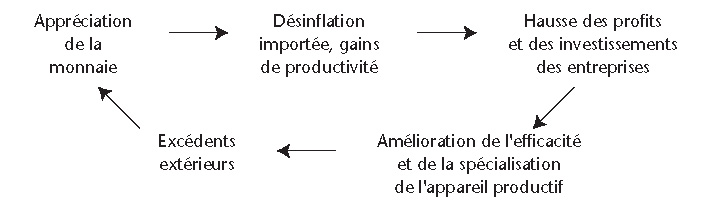 Appréciation
de la
monnaie
Désinflation
importée, gains
de productivité
Hausse des profits
et des investissements
des entreprises
Amélioration de l'efficacité
et de la spécialisation
de l'appareil productif
Excédents
extérieurs